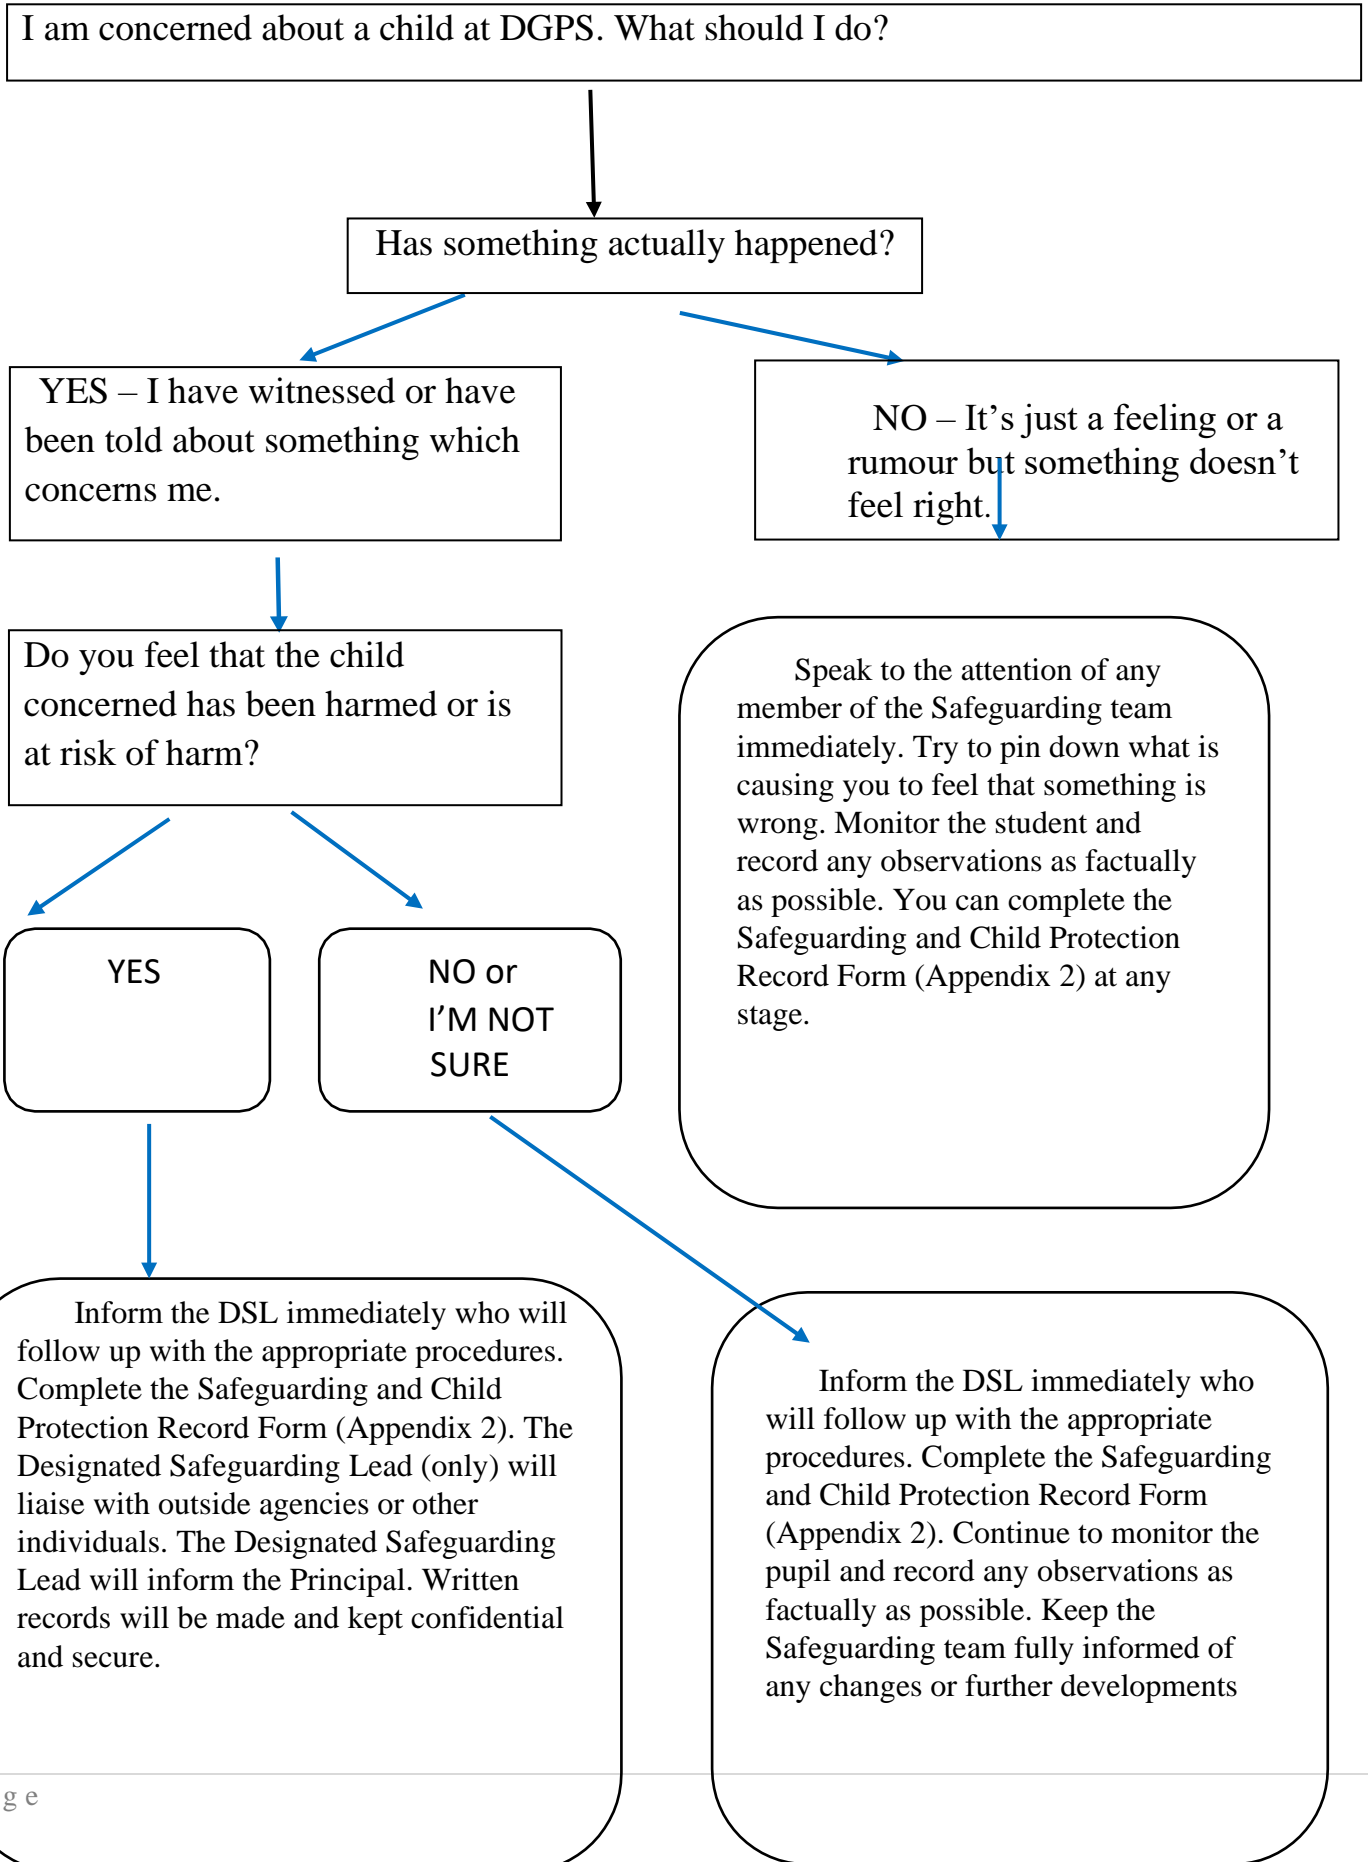 I am concerned about a child at DGPS. What should I do?
Has something actually happened?
YES – I have witnessed or have
been told about something which
concerns me.
NO – It’s just a feeling or a
rumour but something doesn’t
feel right.
Do you feel that the child
concerned has been harmed or is
at risk of harm?
Speak to the attention of any
member of the Safeguarding team
immediately. Try to pin down what is
causing you to feel that something is
wrong. Monitor the student and
record any observations as factually
as possible. You can complete the
Safeguarding and Child Protection
Record Form (Appendix 2) at any
stage.
YES
NO or
I’M NOT
SURE
Inform the DSL immediately who will
follow up with the appropriate procedures.
Complete the Safeguarding and Child
Protection Record Form (Appendix 2). The
Designated Safeguarding Lead (only) will
liaise with outside agencies or other
individuals. The Designated Safeguarding
Lead will inform the Principal. Written
records will be made and kept confidential
and secure.
Inform the DSL immediately who
will follow up with the appropriate
procedures. Complete the Safeguarding
and Child Protection Record Form
(Appendix 2). Continue to monitor the
pupil and record any observations as
factually as possible. Keep the
Safeguarding team fully informed of
any changes or further developments
g e